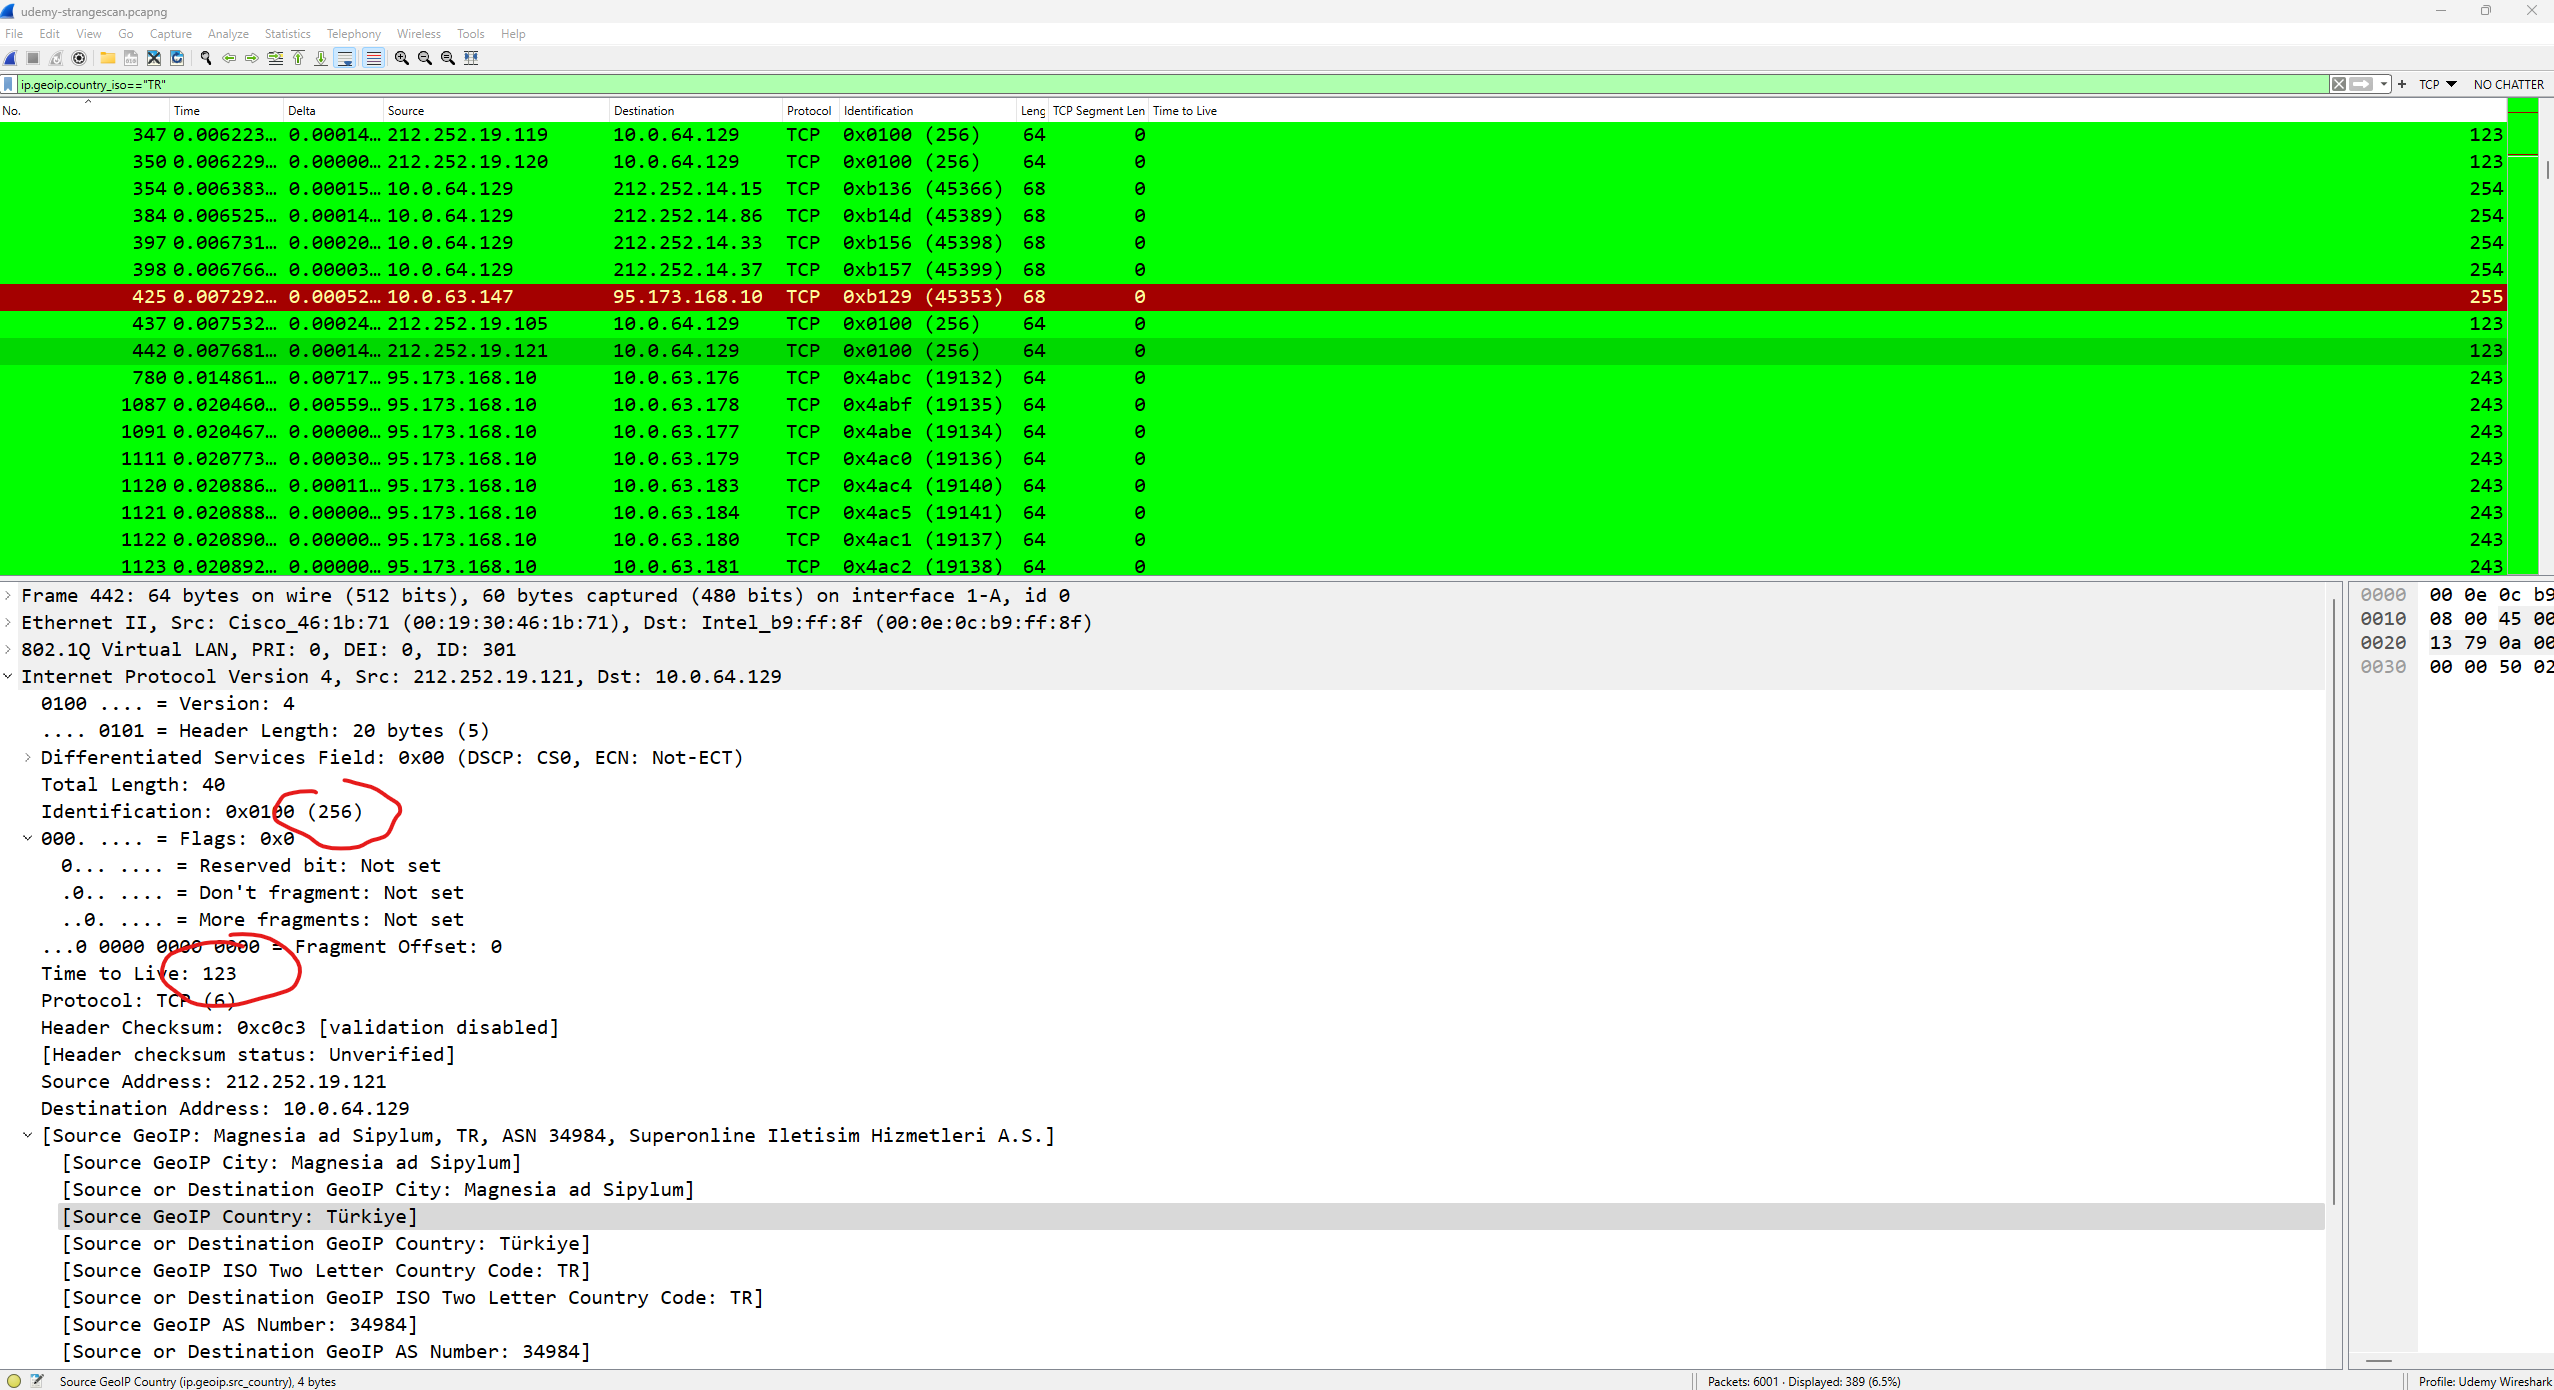 udemy-strangescan.pcapng
File Edit View Go Capture Analyze Statistics Telephony Wireless Tools Help
ip.geoip.country_iso=="TR" + TCP NO CHATTER
No. Time Delta Source Destination Protocol Identification Leng TCP Segment Len Time to Live
347 0.006223… 0.00014… 212.252.19.119 10.0.64.129 TCP 0x0100 (256) 64 0 123
350 0.006229… 0.00000… 212.252.19.120 10.0.64.129 TCP 0x0100 (256) 64 0 123
354 0.006383… 0.00015… 10.0.64.129 212.252.14.15 TCP 0xb136 (45366) 68 0 254
384 0.006525… 0.00014… 10.0.64.129 212.252.14.86 TCP 0xb14d (45389) 68 0 254
397 0.006731… 0.00020… 10.0.64.129 212.252.14.33 TCP 0xb156 (45398) 68 0 254
398 0.006766… 0.00003… 10.0.64.129 212.252.14.37 TCP 0xb157 (45399) 68 0 254
425 0.007292… 0.00052… 10.0.63.147 95.173.168.10 TCP 0xb129 (45353) 68 0 255
437 0.007532… 0.00024… 212.252.19.105 10.0.64.129 TCP 0x0100 (256) 64 0 123
442 0.007681… 0.00014… 212.252.19.121 10.0.64.129 TCP 0x0100 (256) 64 0 123
780 0.014861… 0.00717… 95.173.168.10 10.0.63.176 TCP 0x4abc (19132) 64 0 243
1087 0.020460… 0.00559… 95.173.168.10 10.0.63.178 TCP 0x4abf (19135) 64 0 243
1091 0.020467… 0.00000… 95.173.168.10 10.0.63.177 TCP 0x4abe (19134) 64 0 243
1111 0.020773… 0.00030… 95.173.168.10 10.0.63.179 TCP 0x4ac0 (19136) 64 0 243
1120 0.020886… 0.00011… 95.173.168.10 10.0.63.183 TCP 0x4ac4 (19140) 64 0 243
1121 0.020888… 0.00000… 95.173.168.10 10.0.63.184 TCP 0x4ac5 (19141) 64 0 243
1122 0.020890… 0.00000… 95.173.168.10 10.0.63.180 TCP 0x4ac1 (19137) 64 0 243
1123 0.020892… 0.00000… 95.173.168.10 10.0.63.181 TCP 0x4ac2 (19138) 64 0 243
Frame 442: 64 bytes on wire (512 bits), 60 bytes captured (480 bits) on interface 1-A, id 0
Ethernet II, Src: Cisco_46:1b:71 (00:19:30:46:1b:71), Dst: Intel_b9:ff:8f (00:0e:0c:b9:ff:8f)
802.1Q Virtual LAN, PRI: 0, DEI: 0, ID: 301
Internet Protocol Version 4, Src: 212.252.19.121, Dst: 10.0.64.129
0100 .... = Version: 4
.... 0101 = Header Length: 20 bytes (5)
Differentiated Services Field: 0x00 (DSCP: CS0, ECN: Not-ECT)
Total Length: 40
Identification: 0x0100 (256)
000. .... = Flags: 0x0
0... .... = Reserved bit: Not set
.0.. .... = Don't fragment: Not set
..0. .... = More fragments: Not set
...0 0000 0000 0000 = Fragment Offset: 0
Time to Live: 123
Protocol: TCP (6)
Header Checksum: 0xc0c3 [validation disabled]
[Header checksum status: Unverified]
Source Address: 212.252.19.121
Destination Address: 10.0.64.129
[Source GeoIP: Magnesia ad Sipylum, TR, ASN 34984, Superonline Iletisim Hizmetleri A.S.]
[Source GeoIP City: Magnesia ad Sipylum]
[Source or Destination GeoIP City: Magnesia ad Sipylum]
[Source GeoIP Country: Türkiye]
[Source or Destination GeoIP Country: Türkiye]
[Source GeoIP ISO Two Letter Country Code: TR]
[Source or Destination GeoIP ISO Two Letter Country Code: TR]
[Source GeoIP AS Number: 34984]
[Source or Destination GeoIP AS Number: 34984]
0000 00 0e 0c b9
0010 08 00 45 00
0020 13 79 0a 00
0030 00 00 50 02
Source GeoIP Country (ip.geoip.src_country), 4 bytes
Packets: 6001 · Displayed: 389 (6.5%)
Profile: Udemy Wireshark